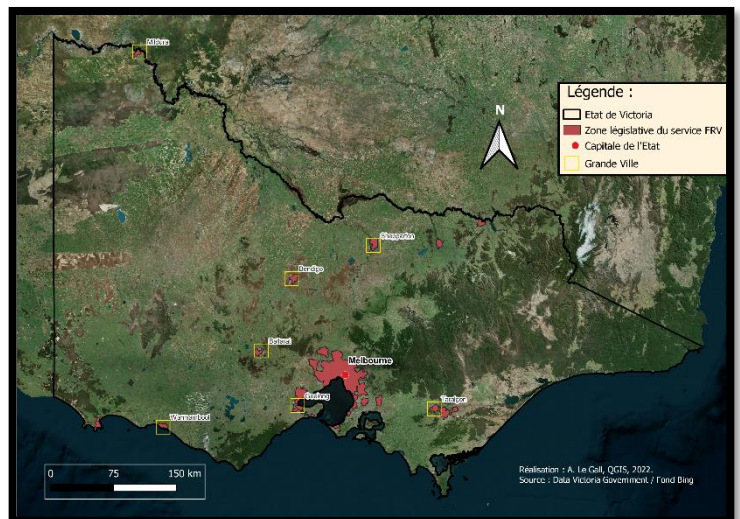 Mildura
Légende :
N
Etat de Victoria
Zone législative du service FRV
Capitale de l'Etat
Grande Ville
Shepparton
Bendigo
Ballarat
Melbourne
Geelong
Traralgon
Warrnambool
0 75 150 km
Réalisation : A. Le Gall, QGIS, 2022.
Source : Data Victoria Government / Fond Bing